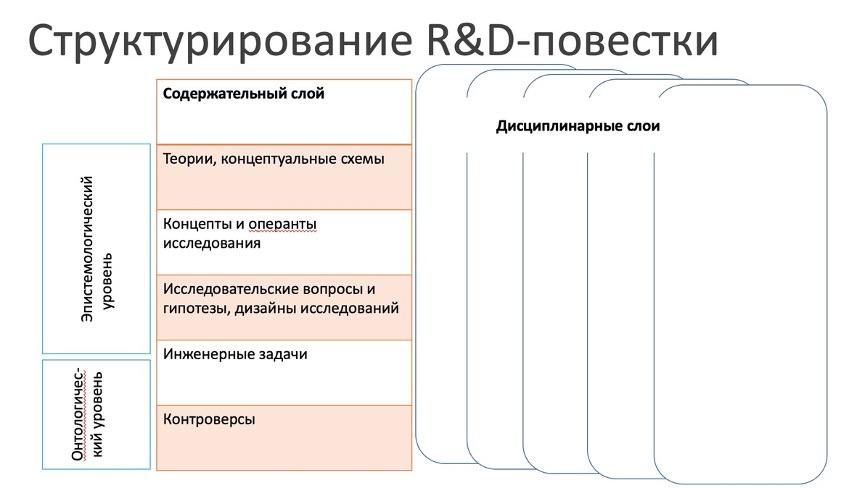 Структурирование R&D-повестки
Содержательный слой
Дисциплинарные слои
Эпистемологический
уровень
Теории, концептуальные схемы
Концепты и операнты
исследования
Исследовательские вопросы и
гипотезы, дизайны исследований
Онтологичес-
кий уровень
Инженерные задачи
Контроверсы